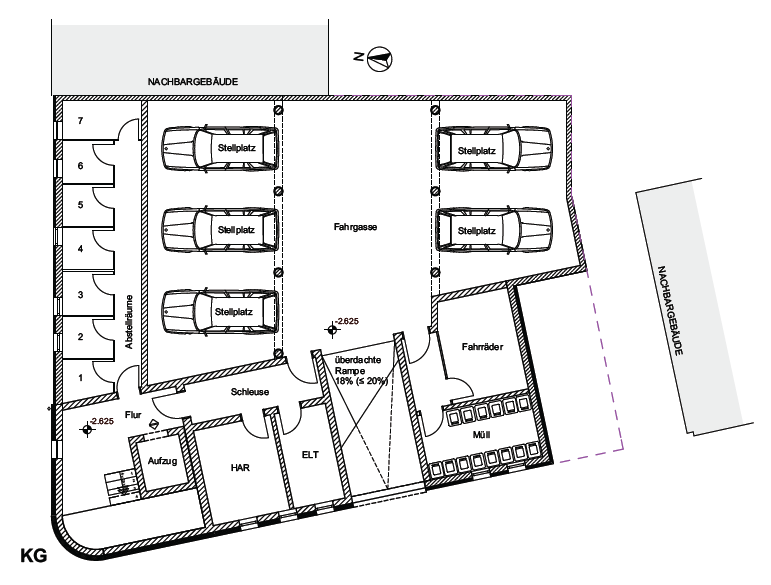 N
NACHBARGEBÄUDE
7
6
5
4
3
2
1
Abstellräume
Stellplatz
Stellplatz
Stellplatz
Stellplatz
Stellplatz
Fahrgasse
-2.625
NACHBARGEBÄUDE
überdachte
Rampe
18% (≤ 20%)
Fahrräder
Schleuse
Flur
-2.625
Aufzug
HAR
ELT
Müll
KG